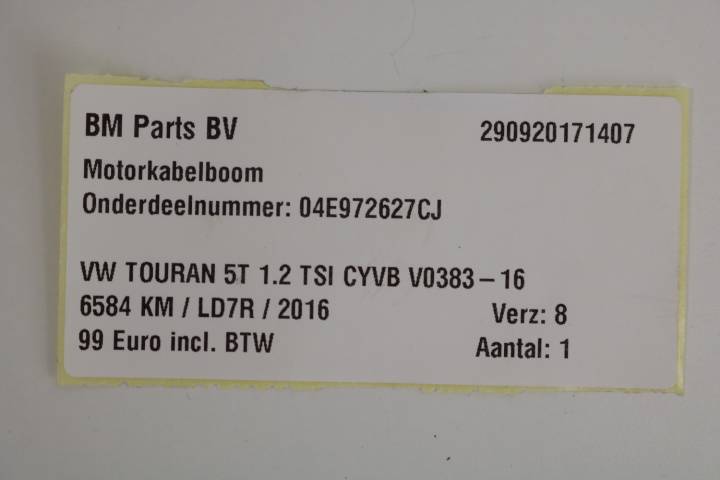 BM Parts BV 290920171407
Motorkabelboom
Onderdeelnummer: 04E972627CJ
VW TOURAN 5T 1.2 TSI CYVB V0383-16
6584 KM / LD7R / 2016 Verz: 8
99 Euro incl. BTW Aantal: 1